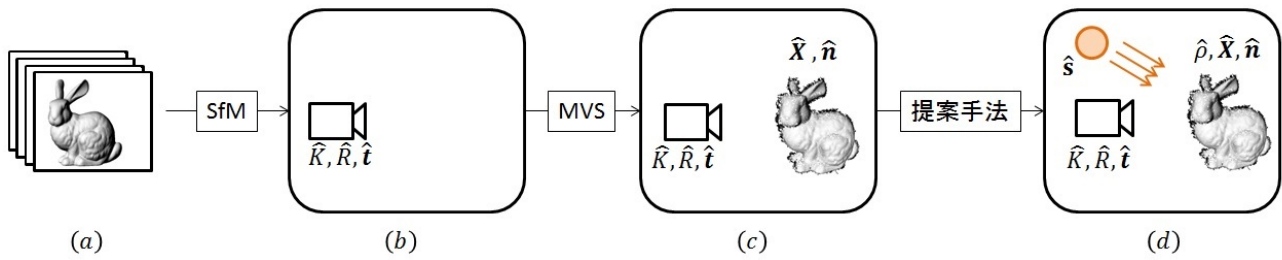 SfM
K̂, R̂, t̂
(b)
MVS
X̂, n̂
K̂, R̂, t̂
(c)
提案手法
ŝ
ρ̂, X̂, n̂
K̂, R̂, t̂
(d)
(a)